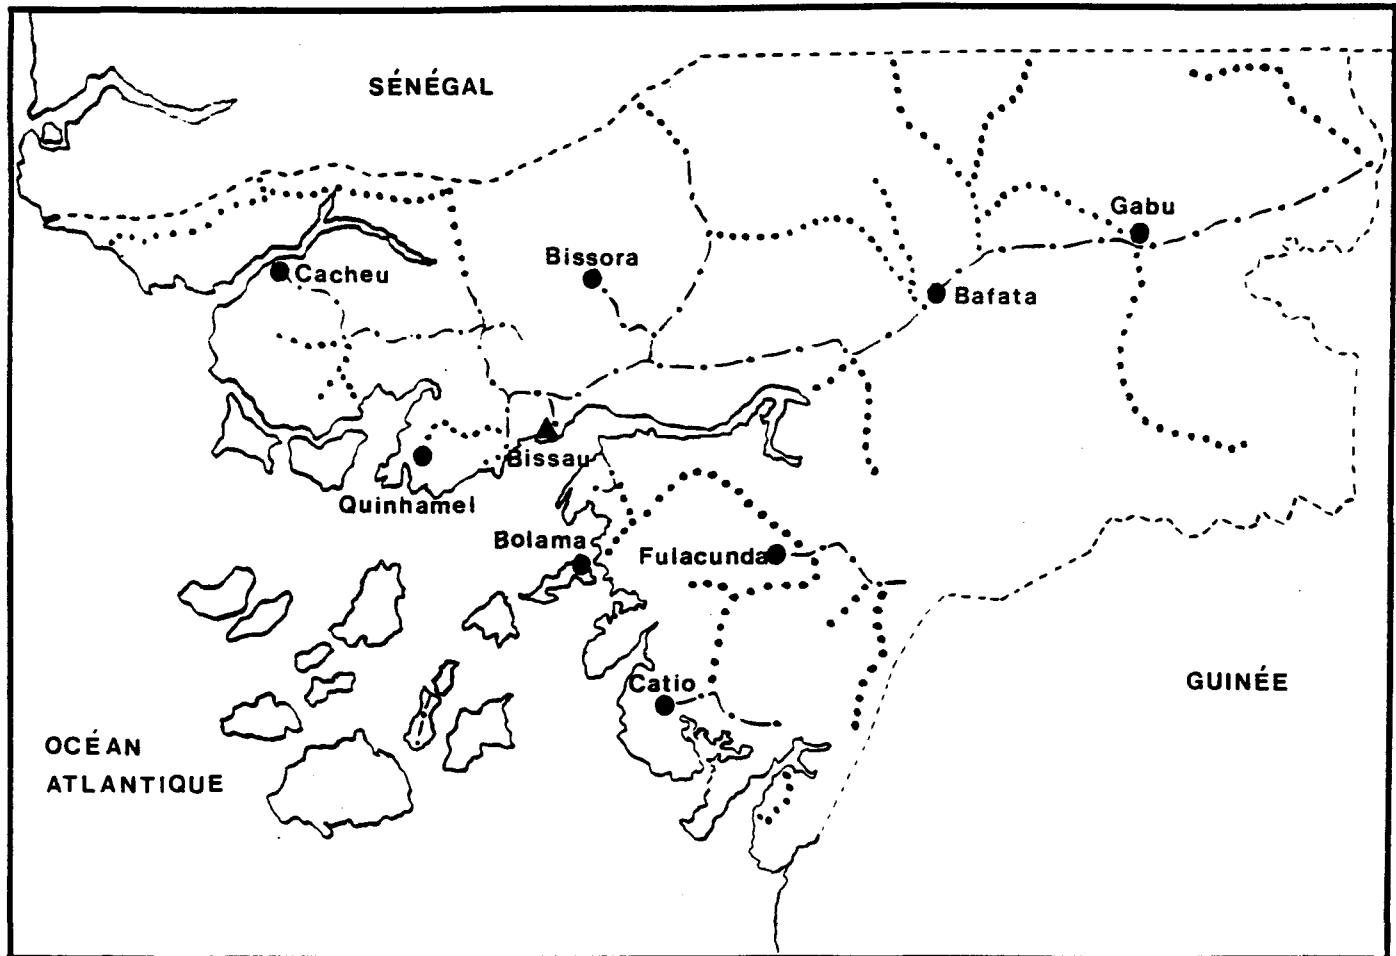 SÉNÉGAL
Gabu
Bissora
Cacheu
Bafata
Bissau
Quinhamel
Bolama
Fulacunda
Catio
GUINÉE
OCÉAN
ATLANTIQUE